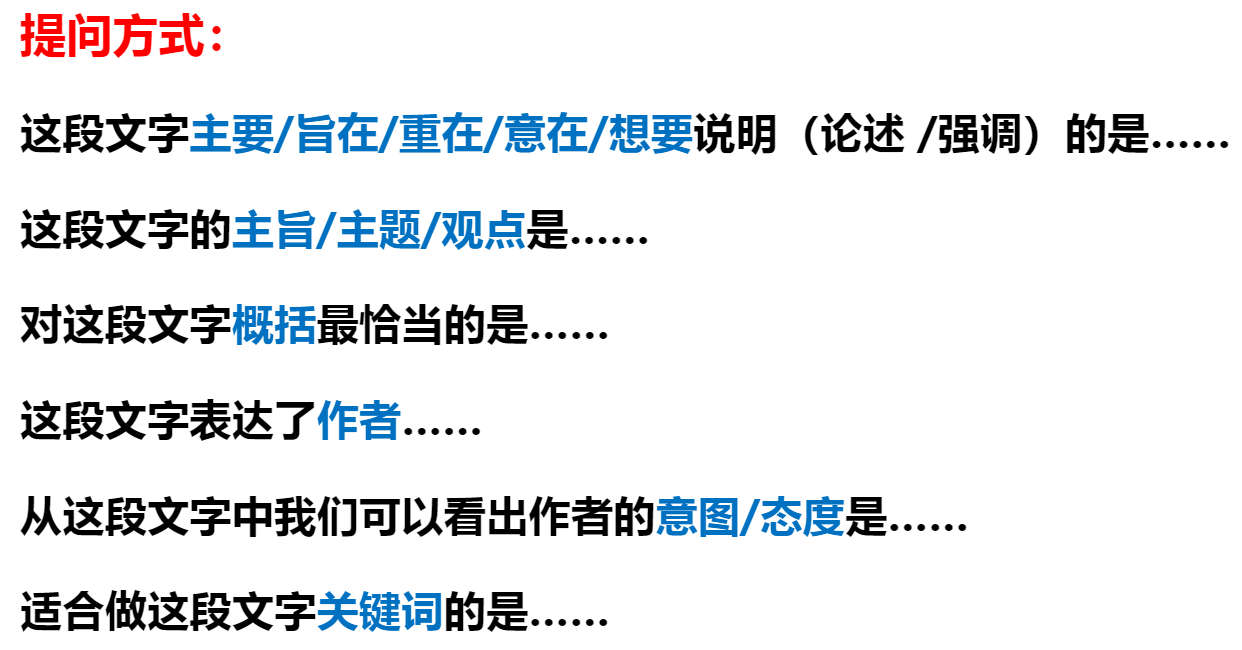 提问方式：
这段文字主要/旨在/重在/意在/想要说明（论述 /强调）的是……
这段文字的主旨/主题/观点是……
对这段文字概括最恰当的是……
这段文字表达了作者……
从这段文字中我们可以看出作者的意图/态度是……
适合做这段文字关键词的是……